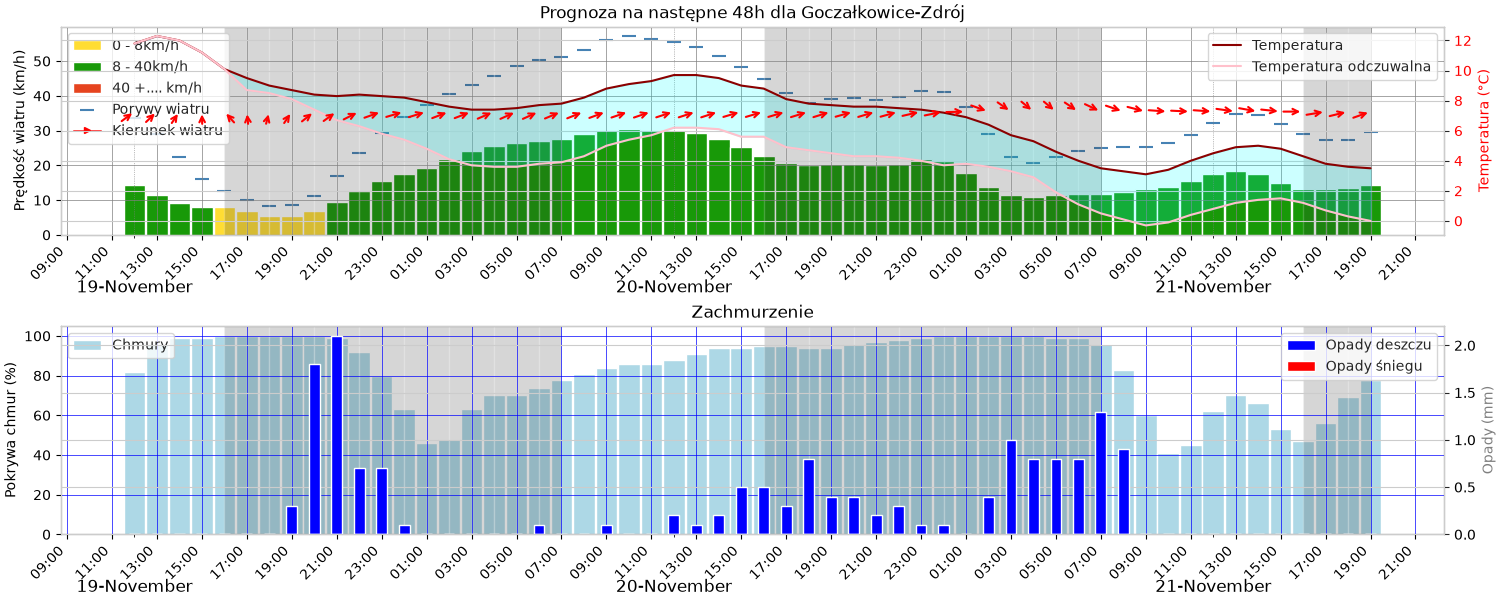 Prognoza na następne 48h dla Goczałkowice-Zdrój
Prędkość wiatru (km/h)
50
40
30
20
10
0
0 - 8km/h
8 - 40km/h
40 +.... km/h
Porywy wiatru
Kierunek wiatru
Temperatura
Temperatura odczuwalna
12
10
8
6
4
2
0
Temperatura (°C)
09:00 11:00 13:00 15:00 17:00 19:00 21:00 23:00 01:00 03:00 05:00 07:00 09:00 11:00 13:00 15:00 17:00 19:00 21:00 23:00 01:00 03:00 05:00 07:00 09:00 11:00 13:00 15:00 17:00 19:00 21:00
19-November 20-November 21-November
Zachmurzenie
Pokrywa chmur (%)
100
80
60
40
20
0
Chmury
Opady deszczu
Opady śniegu
2.0
1.5
1.0
0.5
0.0
Opady (mm)
09:00 11:00 13:00 15:00 17:00 19:00 21:00 23:00 01:00 03:00 05:00 07:00 09:00 11:00 13:00 15:00 17:00 19:00 21:00 23:00 01:00 03:00 05:00 07:00 09:00 11:00 13:00 15:00 17:00 19:00 21:00
19-November 20-November 21-November